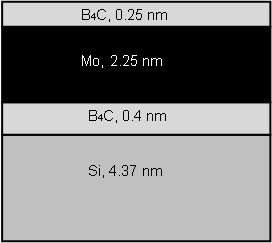 B₄C, 0.25 nm
Mo, 2.25 nm
B₄C, 0.4 nm
Si, 4.37 nm